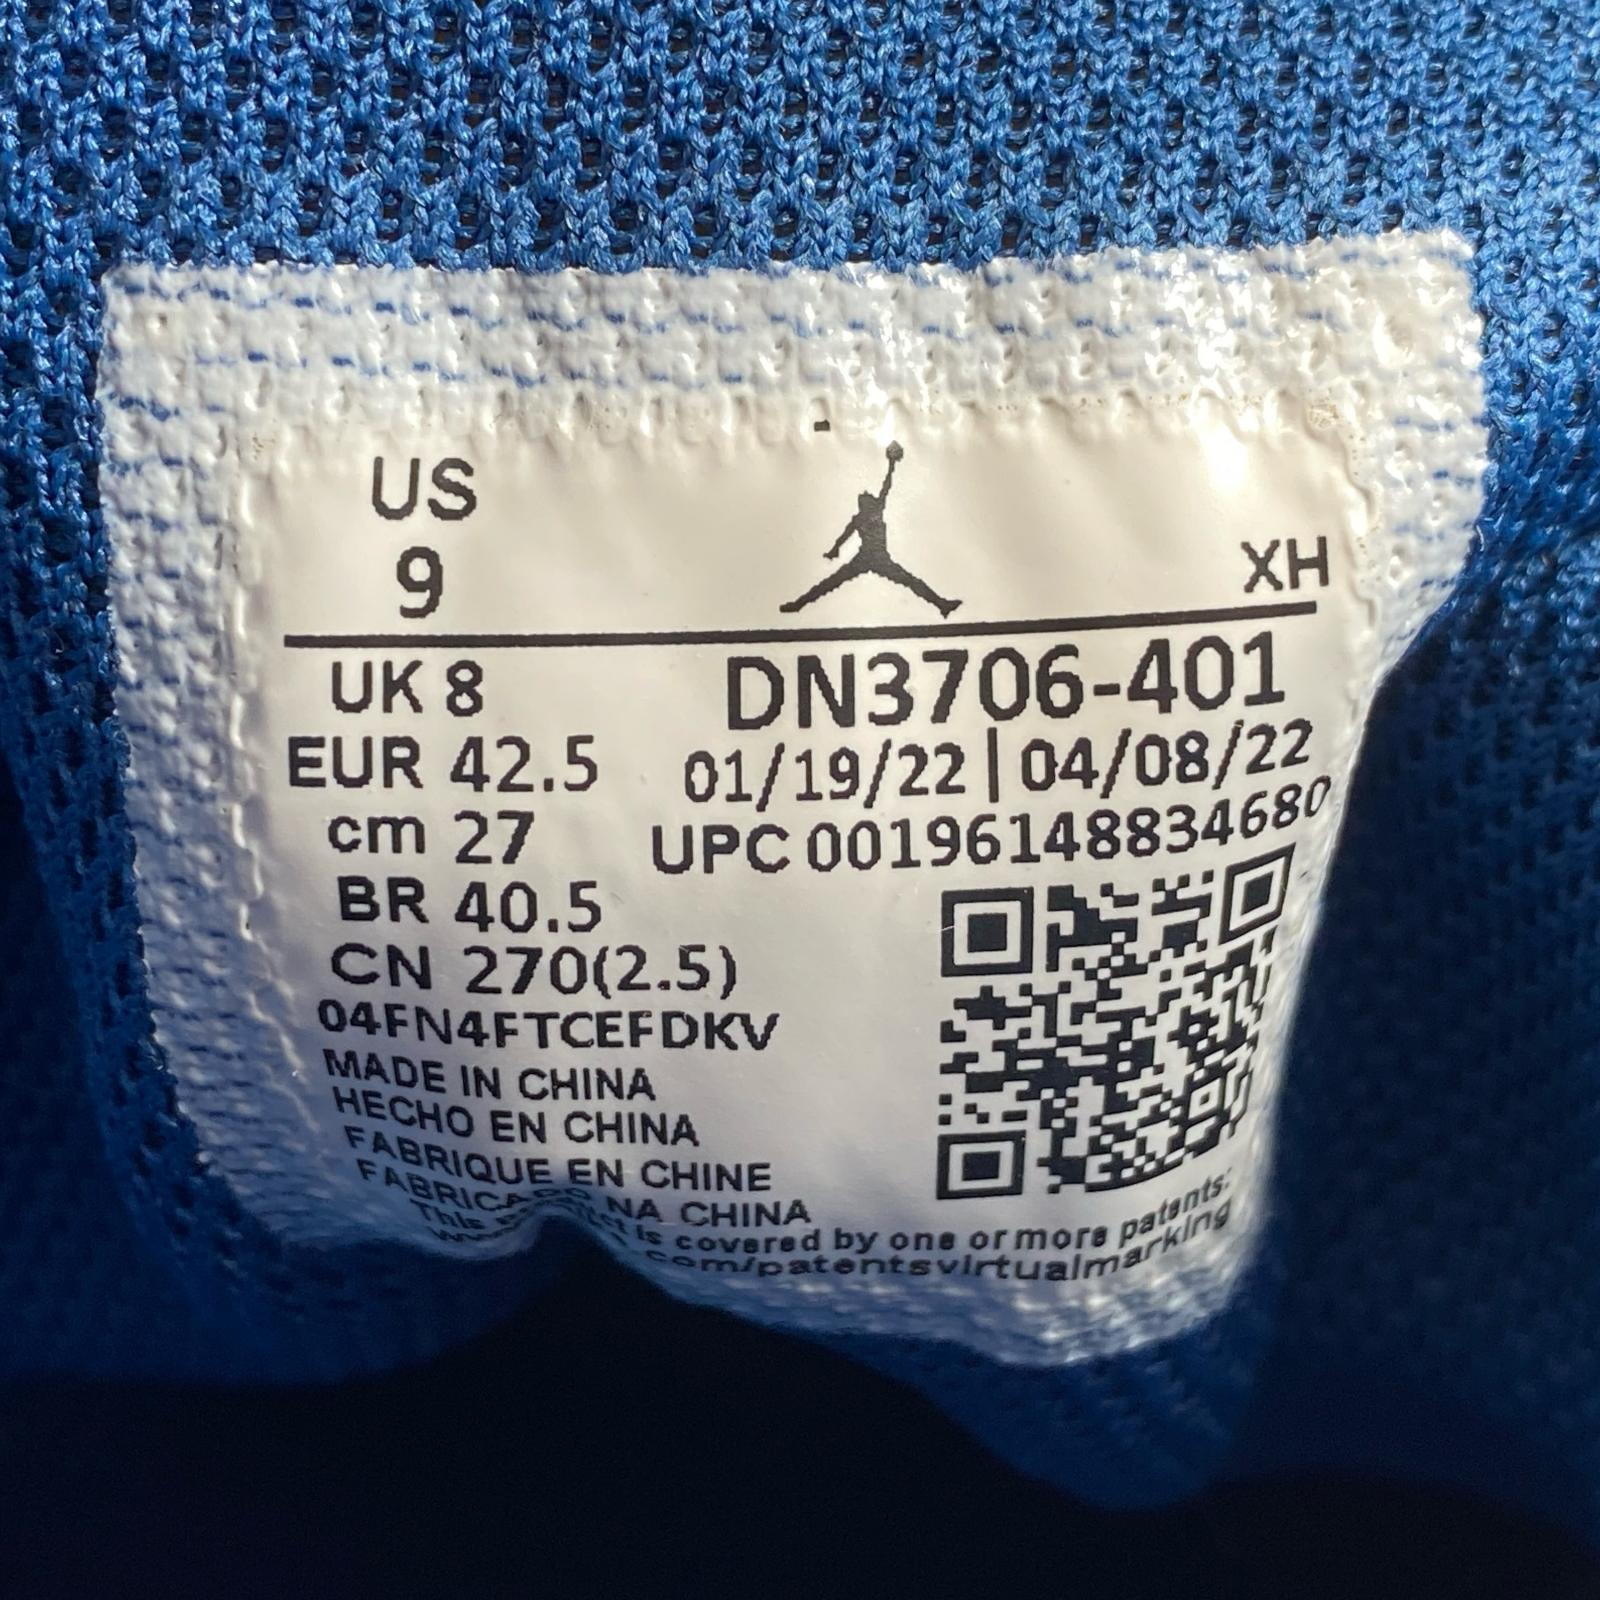 US
9
XH
UK 8
DN3706-401
EUR 42.5
01/19/22 | 04/08/22
cm 27
UPC 00196148834680
BR 40.5
CN 270(2.5)
04FN4FTCEFDKV
MADE IN CHINA
HECHO EN CHINA
FABRIQUE EN CHINE
FABRICADO NA CHINA
This is covered by one or more patents:
.com/patentsvirtualmarking